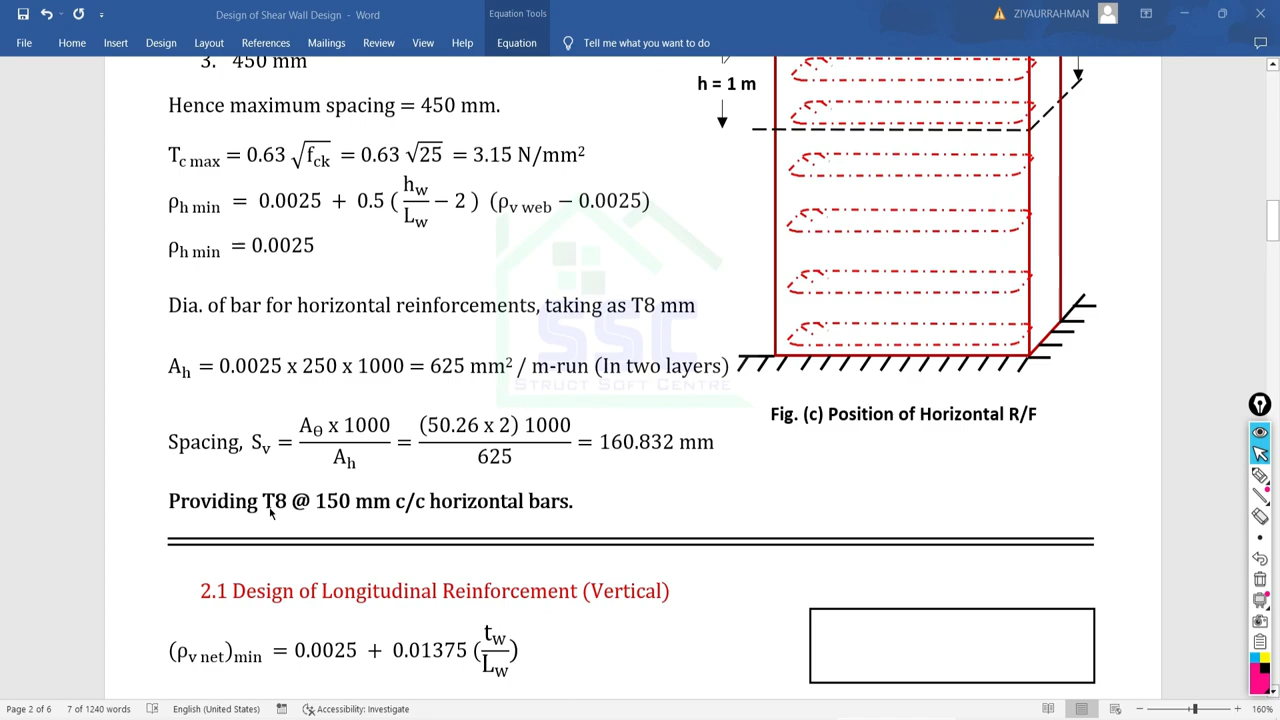 Design of Shear Wall Design - Word
Equation Tools
ZIYAURRAHMAN
File Home Insert Design Layout References Mailings Review View Help Equation Tell me what you want to do
3. 450 mm
h = 1 m
Hence maximum spacing = 450 mm.
T_c max = 0.63 √f_ck = 0.63 √25 = 3.15 N/mm²
ρ_h min = 0.0025 + 0.5 (h_w/L_w − 2) (ρ_v web − 0.0025)
ρ_h min = 0.0025
Dia. of bar for horizontal reinforcements, taking as T8 mm
SSC
STRUCT SOFT CENTRE
A_h = 0.0025 x 250 x 1000 = 625 mm² / m-run (In two layers)
Fig. (c) Position of Horizontal R/F
Spacing, S_v = A_θ x 1000/A_h = (50.26 x 2) 1000/625 = 160.832 mm
Providing T8 @ 150 mm c/c horizontal bars.
2.1 Design of Longitudinal Reinforcement (Vertical)
(ρ_v net)_min = 0.0025 + 0.01375 (t_w/L_w)
Page 2 of 6 7 of 1240 words English (United States) Accessibility: Investigate 160%